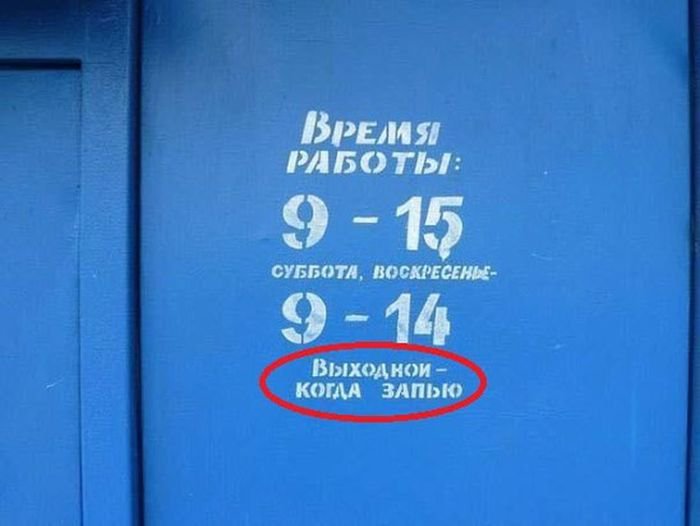 Время
работы:
9 - 15
суббота, воскресенье-
9 - 14
Выходной -
когда запью